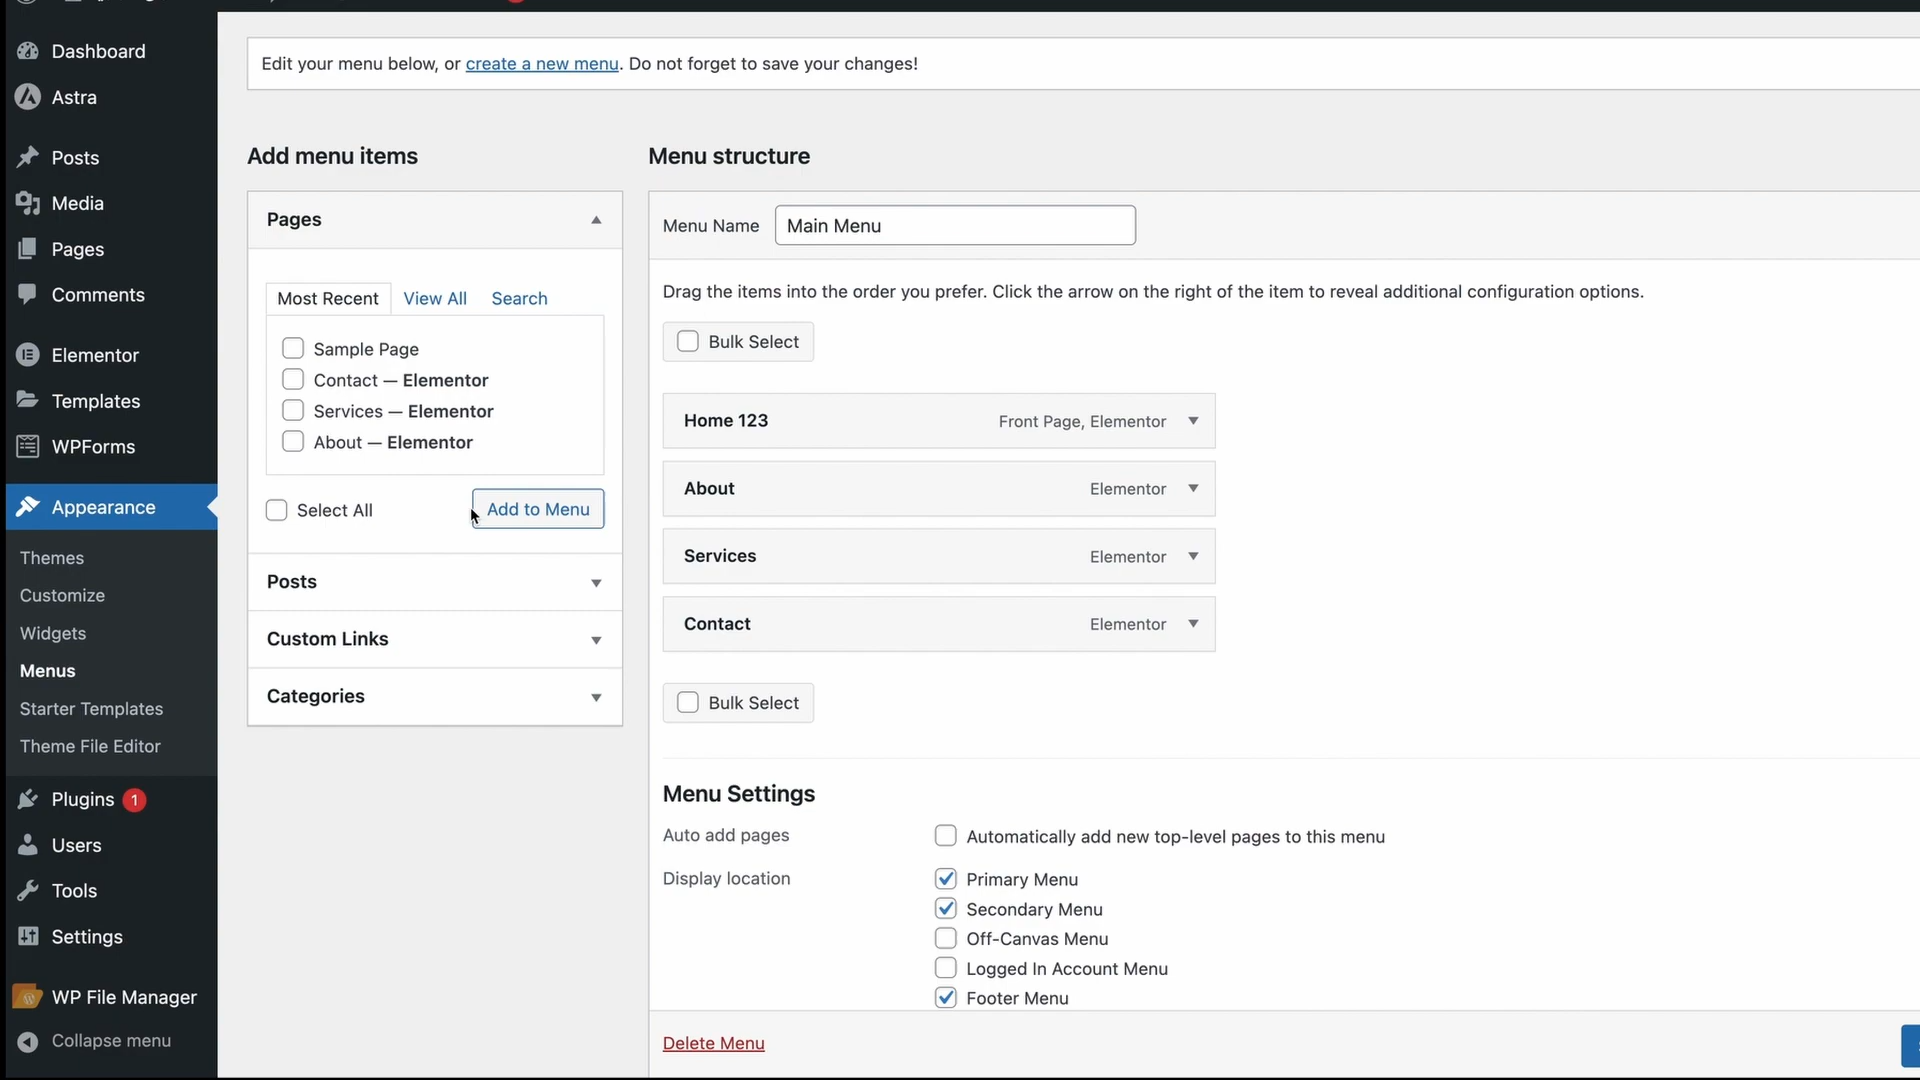 Dashboard
Astra
Posts
Media
Pages
Comments
Elementor
Templates
WPForms
Appearance
Themes
Customize
Widgets
Menus
Starter Templates
Theme File Editor
Plugins 1
Users
Tools
Settings
WP File Manager
Collapse menu
Edit your menu below, or create a new menu. Do not forget to save your changes!
Add menu items
Pages
Most Recent View All Search
Sample Page
Contact — Elementor
Services — Elementor
About — Elementor
Select All Add to Menu
Posts
Custom Links
Categories
Menu structure
Menu Name Main Menu
Drag the items into the order you prefer. Click the arrow on the right of the item to reveal additional configuration options.
Bulk Select
Home 123 Front Page, Elementor
About Elementor
Services Elementor
Contact Elementor
Bulk Select
Menu Settings
Auto add pages Automatically add new top-level pages to this menu
Display location Primary Menu
Secondary Menu
Off-Canvas Menu
Logged In Account Menu
Footer Menu
Delete Menu